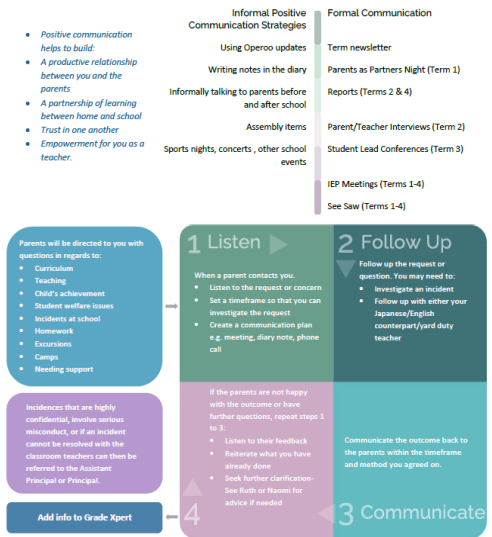 Positive communication
helps to build:
A productive relationship
between you and the
parents
A partnership of learning
between home and school
Trust in one another
Empowerment for you as a
teacher.
Informal Positive
Communication Strategies
Using Operoo updates
Writing notes in the diary
Informally talking to parents before
and after school
Assembly items
Sports nights, concerts , other school
events
Formal Communication
Term newsletter
Parents as Partners Night (Term 1)
Reports (Terms 2 & 4)
Parent/Teacher Interviews (Term 2)
Student Lead Conferences (Term 3)
IEP Meetings (Terms 1-4)
See Saw (Terms 1-4)
Parents will be directed to you with
questions in regards to:
Curriculum
Teaching
Child's achievement
Student welfare issues
Incidents at school
Homework
Excursions
Camps
Needing support
1 Listen
When a parent contacts you.
Listen to the request or concern
Set a timeframe so that you can
investigate the request
Create a communication plan
e.g. meeting, diary note, phone
call
2 Follow Up
Follow up the request or
question. You may need to:
Investigate an incident
Follow up with either your
Japanese/English
counterpart/yard duty
teacher
Incidences that are highly
confidential, involve serious
misconduct, or if an incident
cannot be resolved with the
classroom teachers can then be
referred to the Assistant
Principal or Principal.
If the parents are not happy
with the outcome or have
further questions, repeat steps 1
to 3:
Listen to their feedback
Reiterate what you have
already done
Seek further clarification-
See Ruth or Naomi for
advice if needed
4
Communicate the outcome back to
the parents within the timeframe
and method you agreed on.
3 Communicate
Add info to Grade Xpert